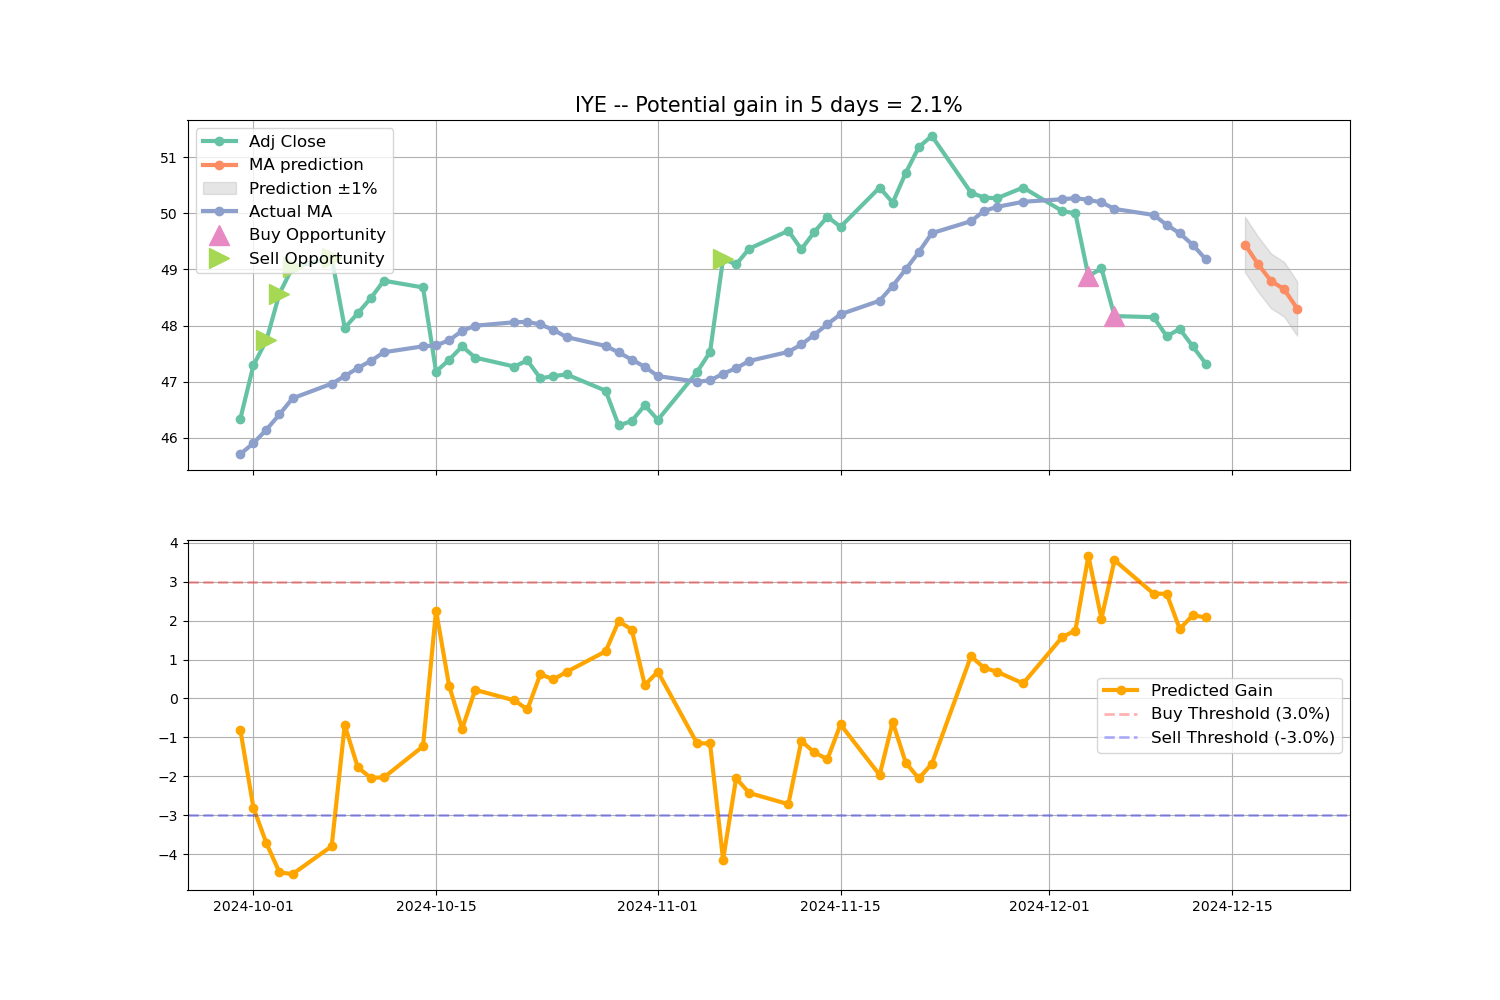 IYE -- Potential gain in 5 days = 2.1%
Adj Close
MA prediction
Prediction ±1%
Actual MA
Buy Opportunity
Sell Opportunity
51
50
49
48
47
46
4
3
2
1
0
−1
−2
−3
−4
Predicted Gain
Buy Threshold (3.0%)
Sell Threshold (-3.0%)
2024-10-01 2024-10-15 2024-11-01 2024-11-15 2024-12-01 2024-12-15